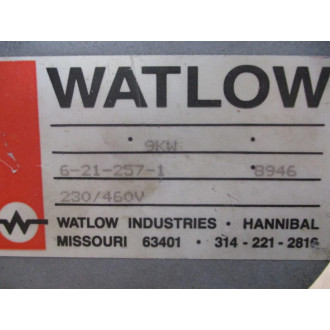 WATLOW
9KW
6-21-257-1 8946
230/460V
WATLOW INDUSTRIES • HANNIBAL
MISSOURI 63401 • 314-221-2816